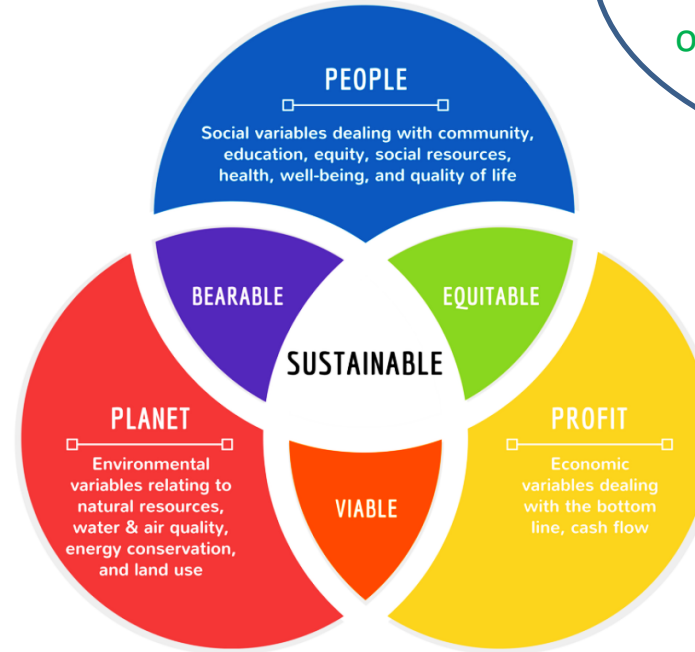 PEOPLE
Social variables dealing with community,
education, equity, social resources,
health, well-being, and quality of life
BEARABLE
EQUITABLE
SUSTAINABLE
PLANET
Environmental
variables relating to
natural resources,
water & air quality,
energy conservation,
and land use
PROFIT
Economic
variables dealing
with the bottom
line, cash flow
VIABLE